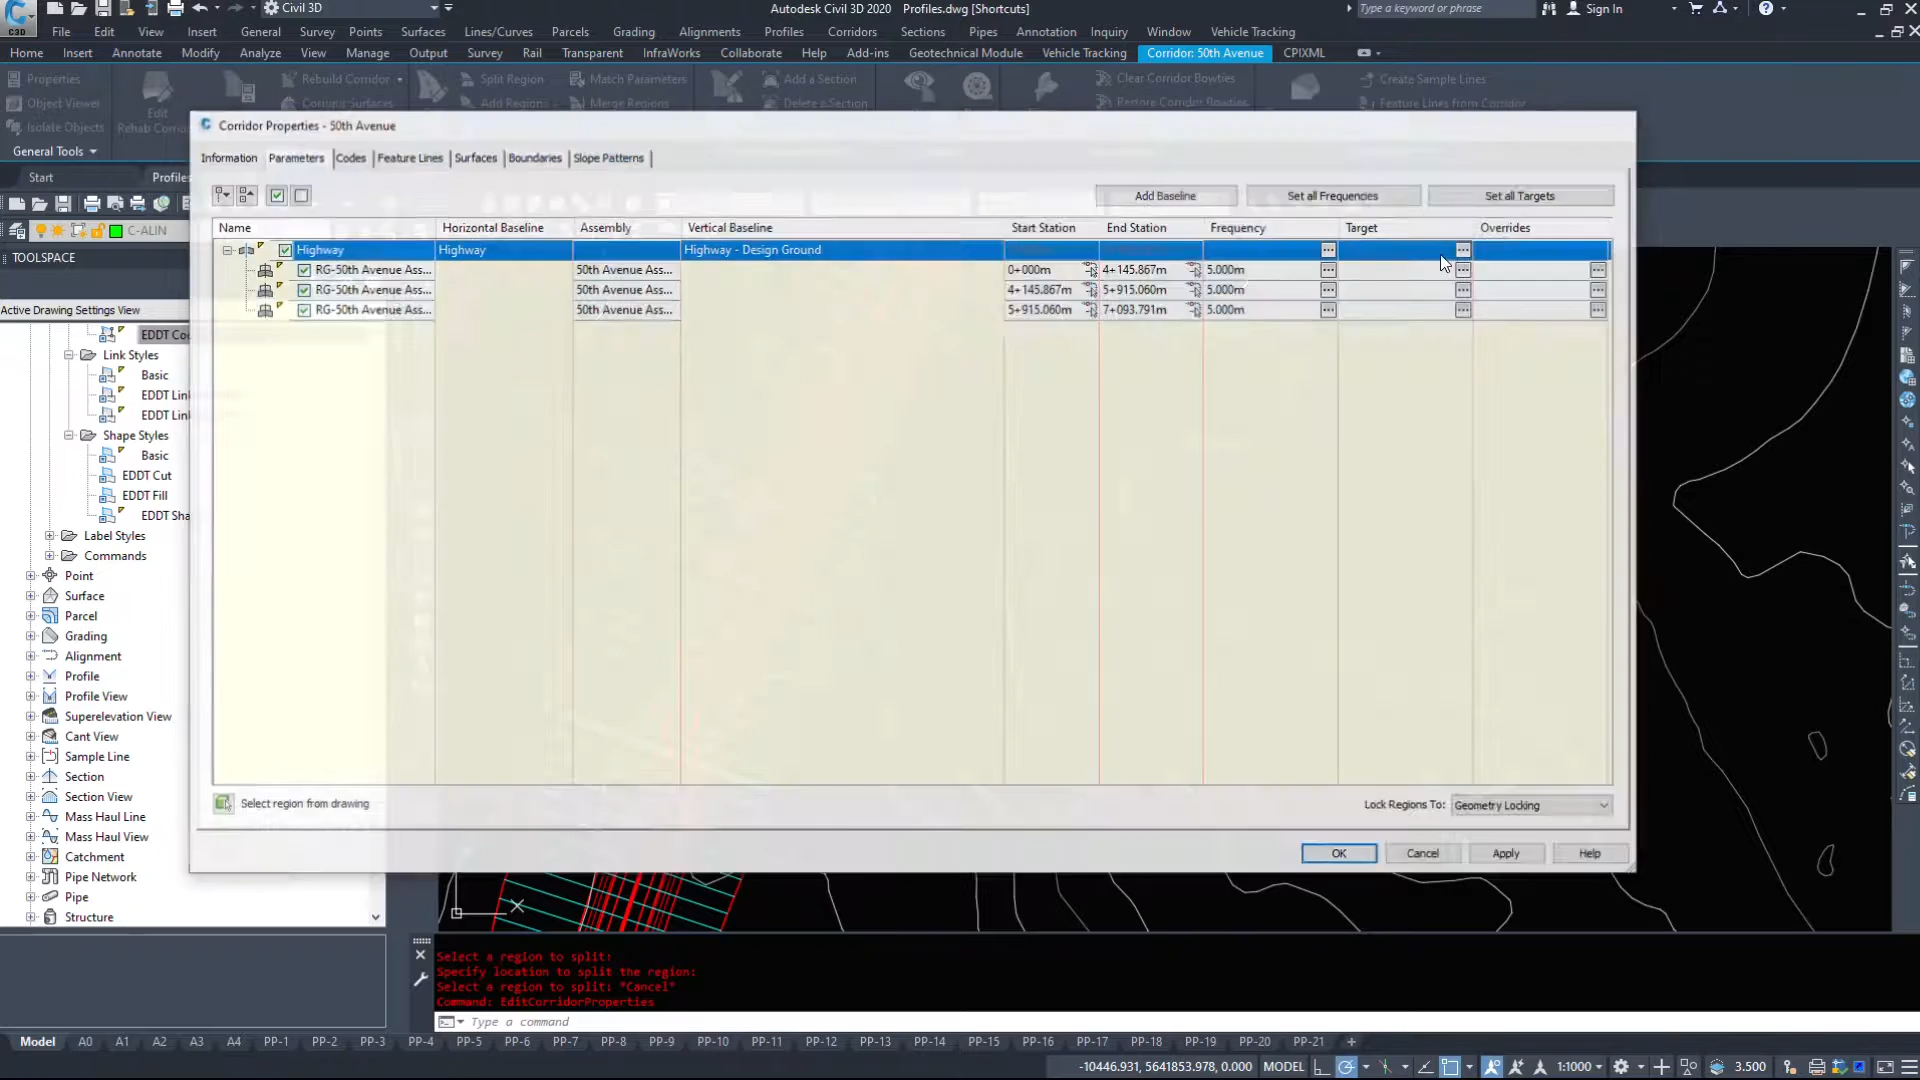 Civil 3D
Autodesk Civil 3D 2020 Profiles.dwg [Shortcuts]
Type a keyword or phrase
Sign In
C3D
File Edit View Insert General Survey Points Surfaces Lines/Curves Parcels Grading Alignments Profiles Corridors Sections Pipes Annotation Inquiry Window Vehicle Tracking
Home Insert Annotate Modify Analyze View Manage Output Survey Rail Transparent InfraWorks Collaborate Help Add-ins Geotechnical Module Vehicle Tracking Corridor: 50th Avenue CPIXML
Properties Rebuild Corridor Split Region Match Parameters Add a Section Clear Corridor Bowties Create Sample Lines
Object Viewer Edit Corridor Surfaces Add Regions Merge Regions Delete a Section Restore Corridor Bowties Feature Lines from Corridor
Isolate Objects Rehab Corri
General Tools
Corridor Properties - 50th Avenue
Information Parameters Codes Feature Lines Surfaces Boundaries Slope Patterns
Start Profiles
Add Baseline Set all Frequencies Set all Targets
C-ALIN
Name Horizontal Baseline Assembly Vertical Baseline Start Station End Station Frequency Target Overrides
Highway Highway Highway - Design Ground
RG-50th Avenue Ass... 50th Avenue Ass... 0+000m 4+145.867m 5.000m
RG-50th Avenue Ass... 50th Avenue Ass... 4+145.867m 5+915.060m 5.000m
RG-50th Avenue Ass... 50th Avenue Ass... 5+915.060m 7+093.791m 5.000m
TOOLSPACE
Active Drawing Settings View
EDDT Co
Link Styles
Basic
EDDT Lin
EDDT Lin
Shape Styles
Basic
EDDT Cut
EDDT Fill
EDDT Sha
Label Styles
Commands
Point
Surface
Parcel
Grading
Alignment
Profile
Profile View
Superelevation View
Cant View
Sample Line
Section
Section View
Mass Haul Line
Mass Haul View
Catchment
Pipe Network
Pipe
Structure
Select region from drawing
Lock Regions To: Geometry Locking
OK Cancel Apply Help
Select a region to split:
Specify location to split the region:
Select a region to split: *Cancel*
Command: EditCorridorProperties
Type a command
Model A0 A1 A2 A3 A4 PP-1 PP-2 PP-3 PP-4 PP-5 PP-6 PP-7 PP-8 PP-9 PP-10 PP-11 PP-12 PP-13 PP-14 PP-15 PP-16 PP-17 PP-18 PP-19 PP-20 PP-21
-10446.931, 5641853.978, 0.000 MODEL 1:1000 3.500